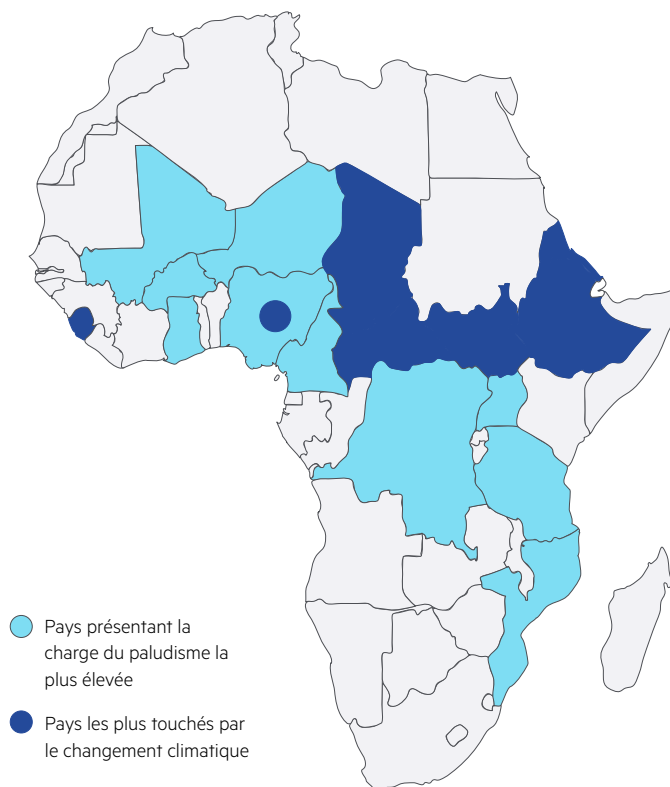 Pays présentant la
charge du paludisme la
plus élevée
Pays les plus touchés par
le changement climatique